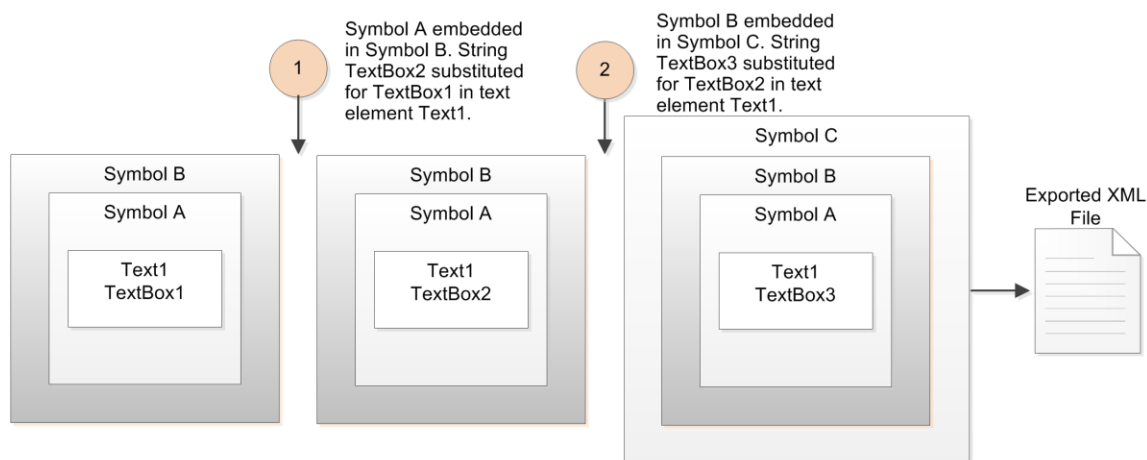 1
Symbol A embedded
in Symbol B. String
TextBox2 substituted
for TextBox1 in text
element Text1.
2
Symbol B embedded
in Symbol C. String
TextBox3 substituted
for TextBox2 in text
element Text1.
Symbol B
Symbol A
Text1
TextBox1
Symbol B
Symbol A
Text1
TextBox2
Symbol C
Symbol B
Symbol A
Text1
TextBox3
Exported XML
File